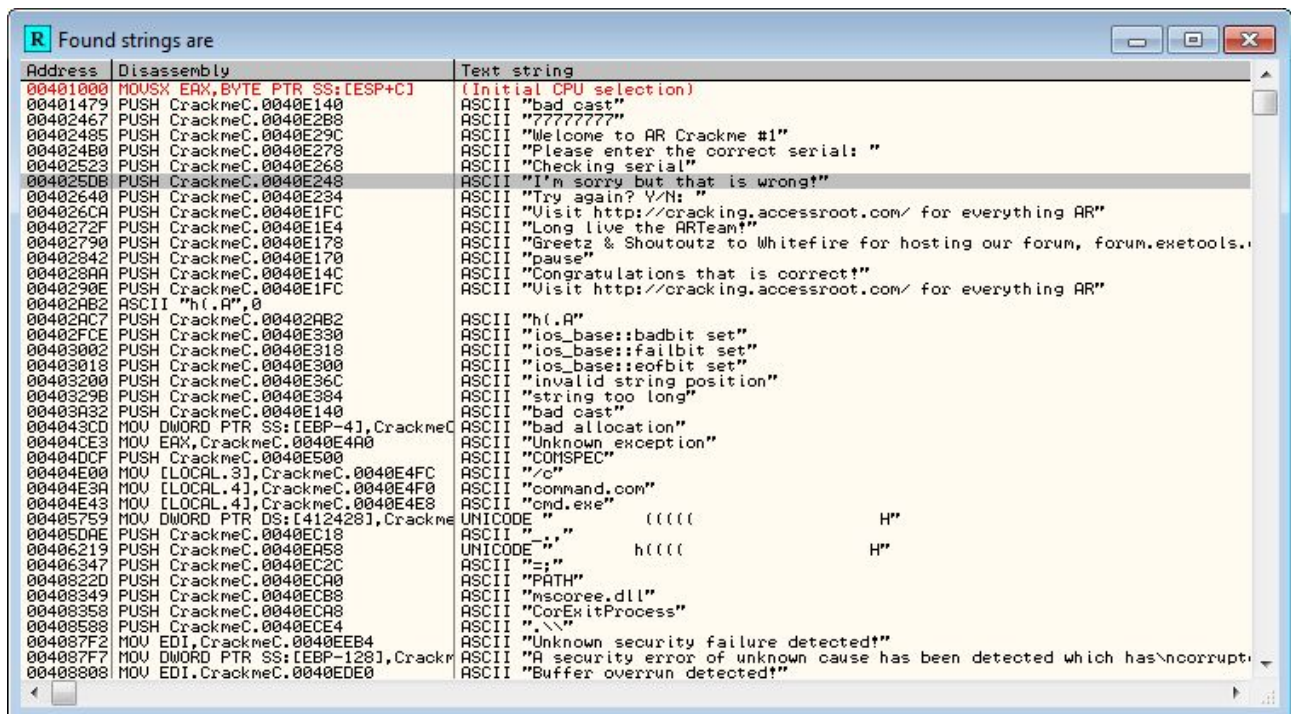 R Found strings are
Address Disassembly Text string
00401000 MOVSX EAX,BYTE PTR SS:[ESP+C] (Initial CPU selection)
00401479 PUSH CrackmeC.0040E140 ASCII "bad cast"
00402467 PUSH CrackmeC.0040E2B8 ASCII "77777777"
00402485 PUSH CrackmeC.0040E29C ASCII "Welcome to AR Crackme #1"
004024B0 PUSH CrackmeC.0040E278 ASCII "Please enter the correct serial: "
00402523 PUSH CrackmeC.0040E268 ASCII "Checking serial"
004025DB PUSH CrackmeC.0040E248 ASCII "I'm sorry but that is wrong!"
00402640 PUSH CrackmeC.0040E234 ASCII "Try again? Y/N: "
004026CA PUSH CrackmeC.0040E1FC ASCII "Visit http://cracking.accessroot.com/ for everything AR"
0040272F PUSH CrackmeC.0040E1E4 ASCII "Long live the ARTeam!"
00402790 PUSH CrackmeC.0040E178 ASCII "Greetz & Shoutoutz to Whitefire for hosting our forum, forum.exetools.
00402842 PUSH CrackmeC.0040E170 ASCII "pause"
004028AA PUSH CrackmeC.0040E14C ASCII "Congratulations that is correct!"
0040290E PUSH CrackmeC.0040E1FC ASCII "Visit http://cracking.accessroot.com/ for everything AR"
00402AB2 ASCII "h(.A",0
00402AC7 PUSH CrackmeC.00402AB2 ASCII "h(.A"
00402FCE PUSH CrackmeC.0040E330 ASCII "ios_base::badbit set"
00403002 PUSH CrackmeC.0040E318 ASCII "ios_base::failbit set"
00403018 PUSH CrackmeC.0040E300 ASCII "ios_base::eofbit set"
00403200 PUSH CrackmeC.0040E36C ASCII "invalid string position"
0040329B PUSH CrackmeC.0040E384 ASCII "string too long"
00403A32 PUSH CrackmeC.0040E140 ASCII "bad cast"
004043CD MOV DWORD PTR SS:[EBP-4],CrackmeC ASCII "bad allocation"
00404CE3 MOV EAX,CrackmeC.0040E4A0 ASCII "Unknown exception"
00404DCF PUSH CrackmeC.0040E500 ASCII "COMSPEC"
00404E00 MOV [LOCAL.3],CrackmeC.0040E4FC ASCII "/c"
00404E3A MOV [LOCAL.4],CrackmeC.0040E4F0 ASCII "command.com"
00404E43 MOV [LOCAL.4],CrackmeC.0040E4E8 ASCII "cmd.exe"
00405759 MOV DWORD PTR DS:[412428],Crackme UNICODE " ((((( H"
00405DAE PUSH CrackmeC.0040EC18 ASCII "_.,"
00406219 PUSH CrackmeC.0040EA58 UNICODE " h(((( H"
00406347 PUSH CrackmeC.0040EC2C ASCII "=;"
0040822D PUSH CrackmeC.0040ECA0 ASCII "PATH"
00408349 PUSH CrackmeC.0040ECB8 ASCII "mscoree.dll"
00408358 PUSH CrackmeC.0040ECA8 ASCII "CorExitProcess"
00408588 PUSH CrackmeC.0040ECE4 ASCII ".\\"
004087F2 MOV EDI,CrackmeC.0040EEB4 ASCII "Unknown security failure detected!"
004087F7 MOV DWORD PTR SS:[EBP-128],Crackm ASCII "A security error of unknown cause has been detected which has\ncorrupt
00408808 MOV EDI,CrackmeC.0040EDE0 ASCII "Buffer overrun detected!"